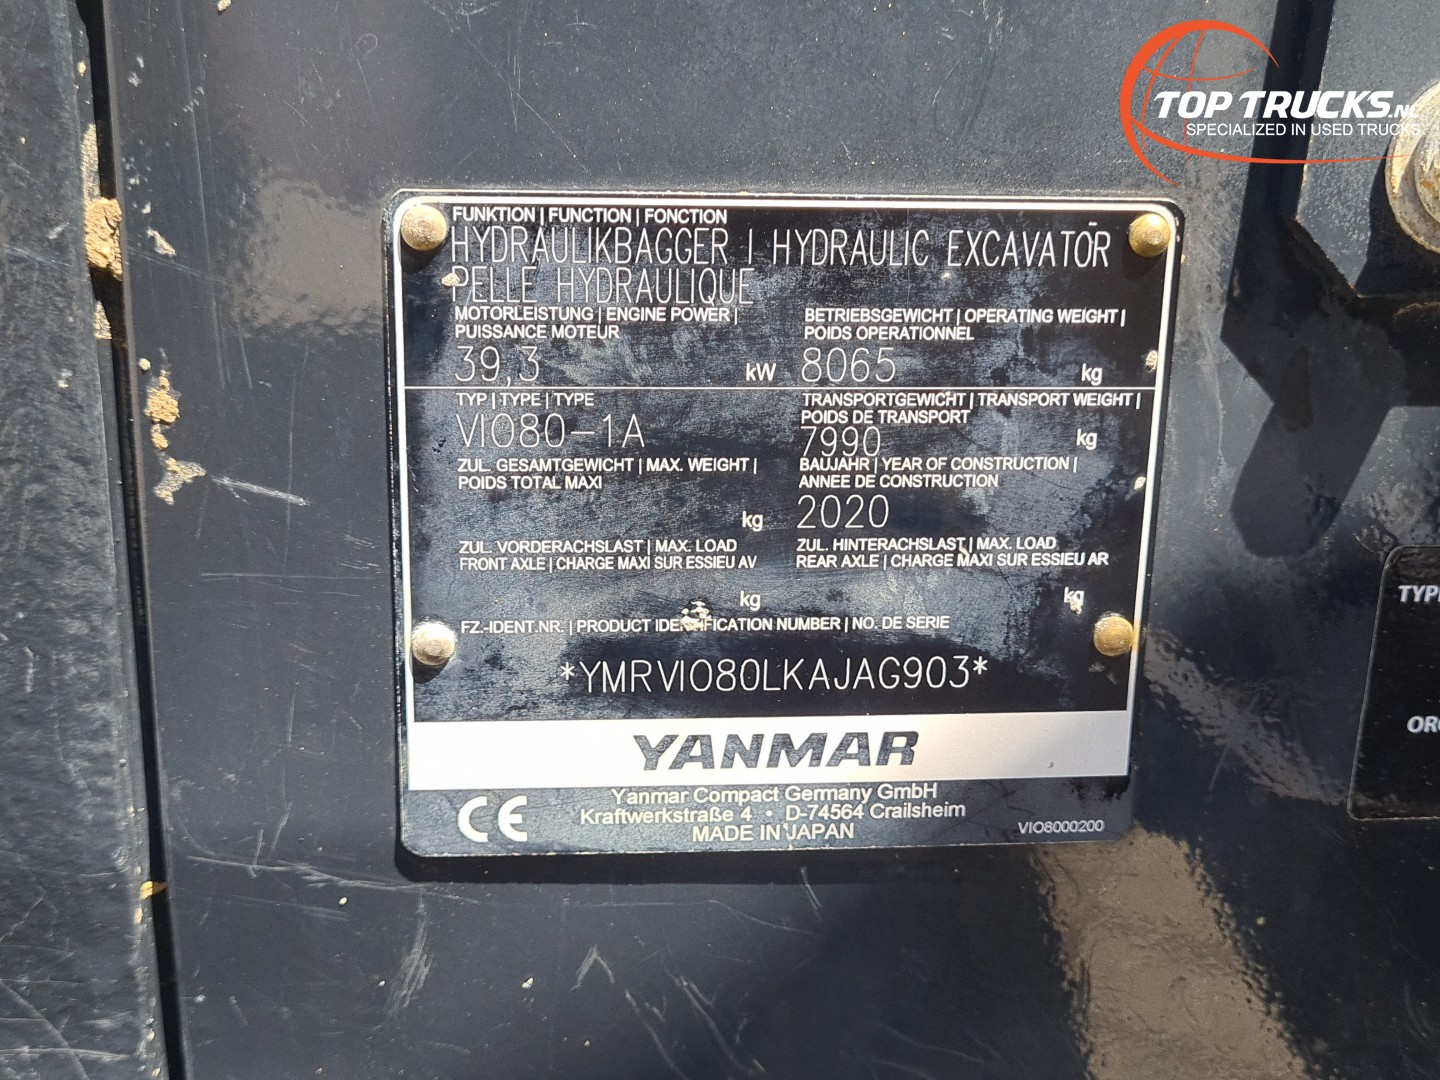 TOP TRUCKS.NL
SPECIALIZED IN USED TRUCKS
FUNKTION | FUNCTION | FONCTION
HYDRAULIKBAGGER | HYDRAULIC EXCAVATOR
PELLE HYDRAULIQUE
MOTORLEISTUNG | ENGINE POWER |
PUISSANCE MOTEUR
39,3 kW
BETRIEBSGEWICHT | OPERATING WEIGHT |
POIDS OPERATIONNEL
8065 kg
TYP | TYPE | TYPE
VIO80-1A
TRANSPORTGEWICHT | TRANSPORT WEIGHT |
POIDS DE TRANSPORT
7990 kg
ZUL. GESAMTGEWICHT | MAX. WEIGHT |
POIDS TOTAL MAXI
kg
BAUJAHR | YEAR OF CONSTRUCTION |
ANNEE DE CONSTRUCTION
2020
ZUL. VORDERACHSLAST | MAX. LOAD
FRONT AXLE | CHARGE MAXI SUR ESSIEU AV
kg
ZUL. HINTERACHSLAST | MAX. LOAD
REAR AXLE | CHARGE MAXI SUR ESSIEU AR
kg
FZ.-IDENT.NR. | PRODUCT IDENTIFICATION NUMBER | NO. DE SERIE
*YMRVIO80LKAJAG903*
YANMAR
CE
Yanmar Compact Germany GmbH
Kraftwerkstraße 4 • D-74564 Crailsheim
MADE IN JAPAN
VIO8000200